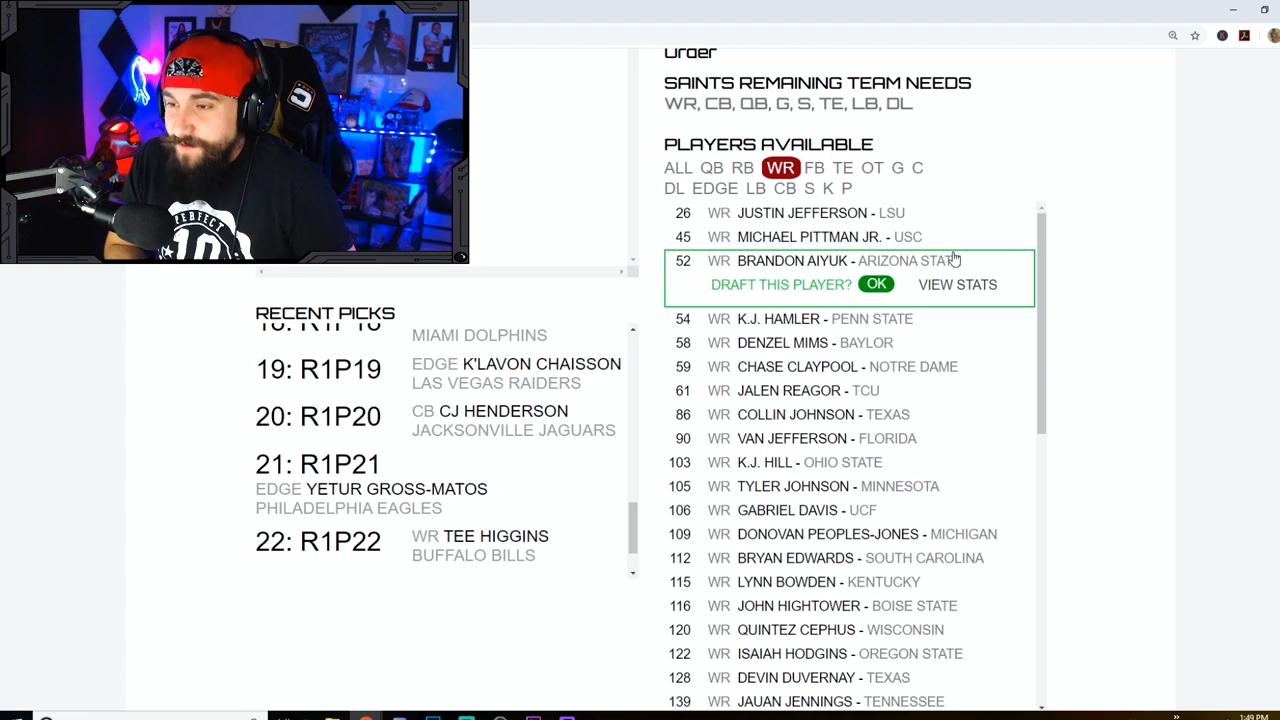 PERFECT
10
Order
SAINTS REMAINING TEAM NEEDS
WR, CB, QB, G, S, TE, LB, DL
PLAYERS AVAILABLE
ALL QB RB WR FB TE OT G C
DL EDGE LB CB S K P
26 WR JUSTIN JEFFERSON - LSU
45 WR MICHAEL PITTMAN JR. - USC
52 WR BRANDON AIYUK - ARIZONA STAT
DRAFT THIS PLAYER? OK VIEW STATS
54 WR K.J. HAMLER - PENN STATE
58 WR DENZEL MIMS - BAYLOR
59 WR CHASE CLAYPOOL - NOTRE DAME
61 WR JALEN REAGOR - TCU
86 WR COLLIN JOHNSON - TEXAS
90 WR VAN JEFFERSON - FLORIDA
103 WR K.J. HILL - OHIO STATE
105 WR TYLER JOHNSON - MINNESOTA
106 WR GABRIEL DAVIS - UCF
109 WR DONOVAN PEOPLES-JONES - MICHIGAN
112 WR BRYAN EDWARDS - SOUTH CAROLINA
115 WR LYNN BOWDEN - KENTUCKY
116 WR JOHN HIGHTOWER - BOISE STATE
120 WR QUINTEZ CEPHUS - WISCONSIN
122 WR ISAIAH HODGINS - OREGON STATE
128 WR DEVIN DUVERNAY - TEXAS
139 WR JAUAN JENNINGS - TENNESSEE
RECENT PICKS
18: R1P18
MIAMI DOLPHINS
19: R1P19
EDGE K'LAVON CHAISSON
LAS VEGAS RAIDERS
20: R1P20
CB CJ HENDERSON
JACKSONVILLE JAGUARS
21: R1P21
EDGE YETUR GROSS-MATOS
PHILADELPHIA EAGLES
22: R1P22
WR TEE HIGGINS
BUFFALO BILLS
1:49 PM